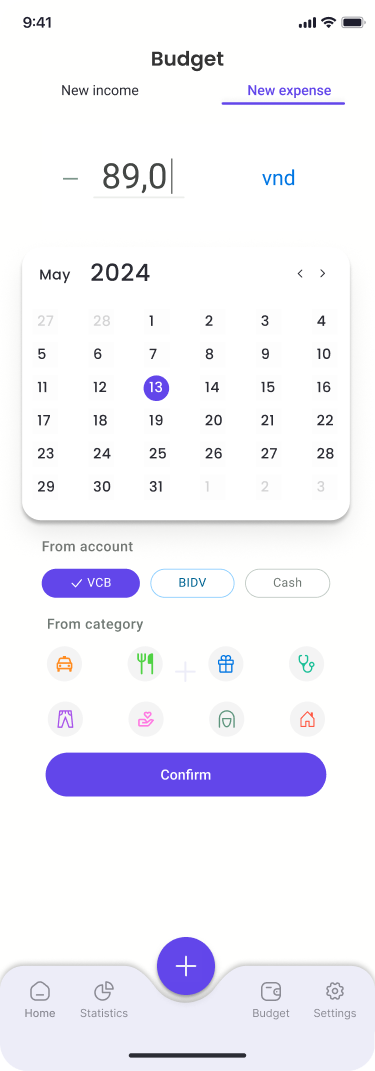 9:41
Budget
New income New expense
– 89,0 vnd
May 2024
27 28 1 2 3 4
5 6 7 8 9 10
11 12 13 14 15 16
17 18 19 20 21 22
23 24 25 26 27 28
29 30 31 1 2 3
From account
VCB BIDV Cash
From category
Confirm
Home Statistics Budget Settings